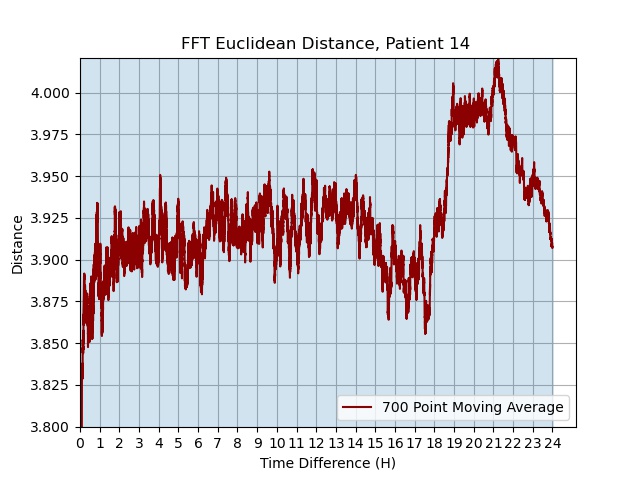 FFT Euclidean Distance, Patient 14
4.000
3.975
3.950
3.925
3.900
3.875
3.850
3.825
3.800
Distance
700 Point Moving Average
0 1 2 3 4 5 6 7 8 9 10 11 12 13 14 15 16 17 18 19 20 21 22 23 24
Time Difference (H)